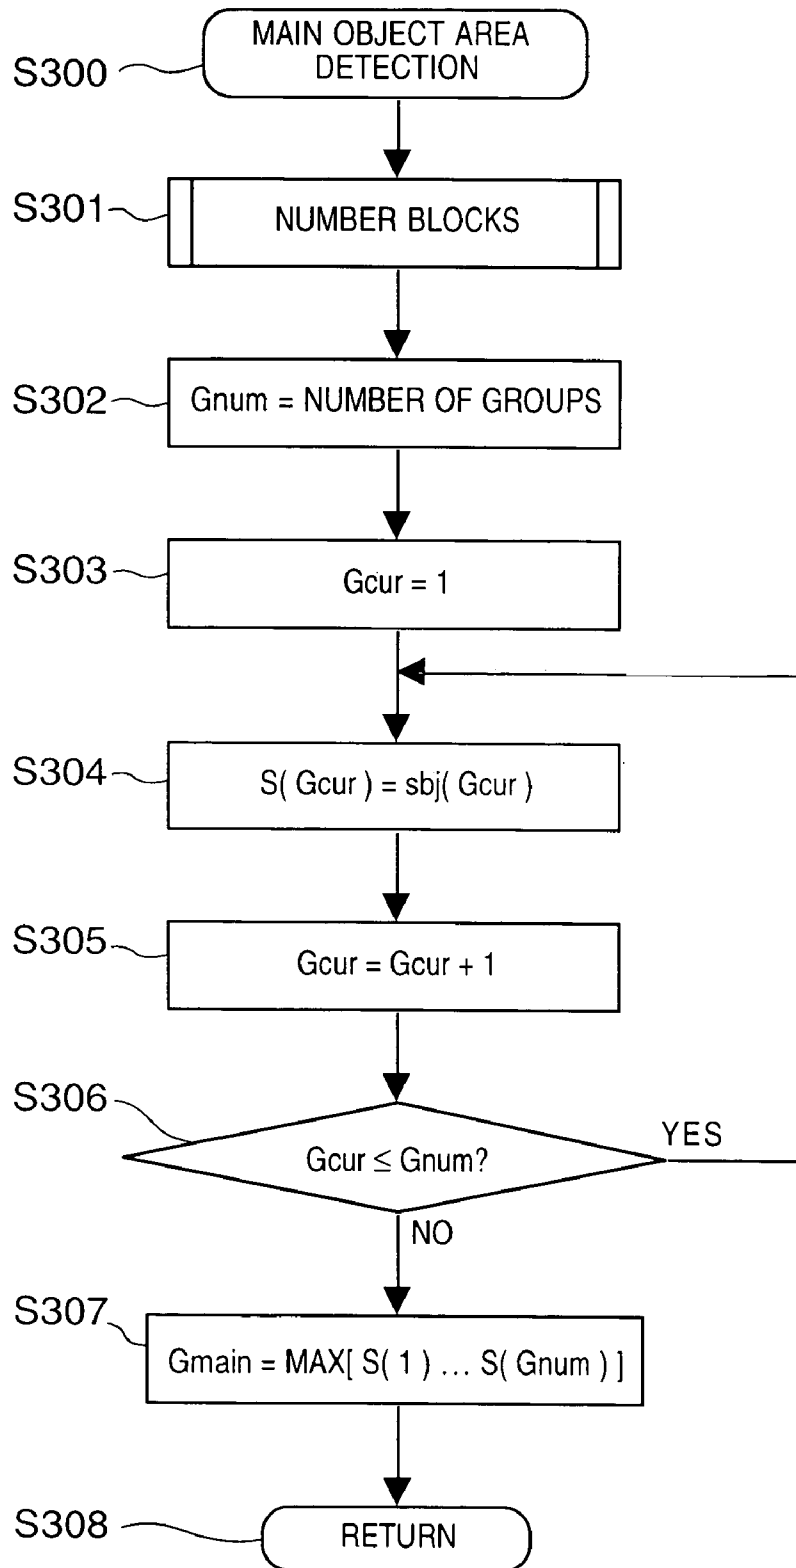 S300
MAIN OBJECT AREA
DETECTION
S301
NUMBER BLOCKS
S302
Gnum = NUMBER OF GROUPS
S303
Gcur = 1
S304
S( Gcur ) = sbj( Gcur )
S305
Gcur = Gcur + 1
S306
Gcur ≤ Gnum?
YES
NO
S307
Gmain = MAX[ S( 1 ) ... S( Gnum ) ]
S308
RETURN